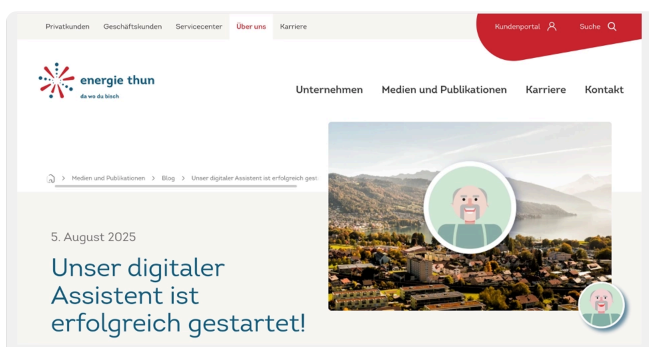 Privatkunden Geschäftskunden Servicecenter Über uns Karriere Kundenportal Suche
energie thun
da wo du bisch
Unternehmen Medien und Publikationen Karriere Kontakt
> Medien und Publikationen > Blog > Unser digitaler Assistent ist erfolgreich gest.
5. August 2025
Unser digitaler
Assistent ist
erfolgreich gestartet!